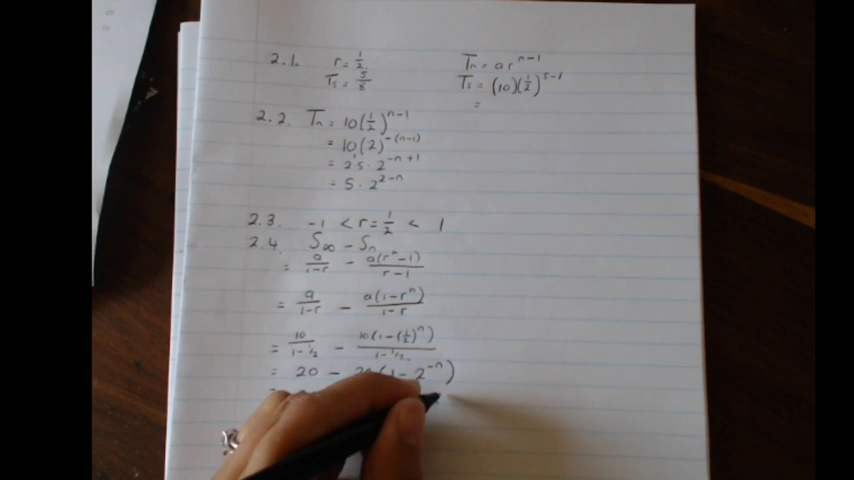 2.1. r = 1/2 Tn = ar^(n-1)
T5 = 5/8 T5 = (10)(1/2)^(5-1)
=
2.2. Tn = 10(1/2)^(n-1)
= 10(2)^(-(n-1))
= 2·5·2^(-n+1)
= 5·2^(2-n)
2.3. -1 < r = 1/2 < 1
2.4. S∞ - Sn
= a/(1-r) - a(r^n-1)/(r-1)
= a/(1-r) - a(1-r^n)/(1-r)
= 10/(1-1/2) - 10(1-(1/2)^n)/(1-1/2)
= 20 - 20(1-2^(-n))
=